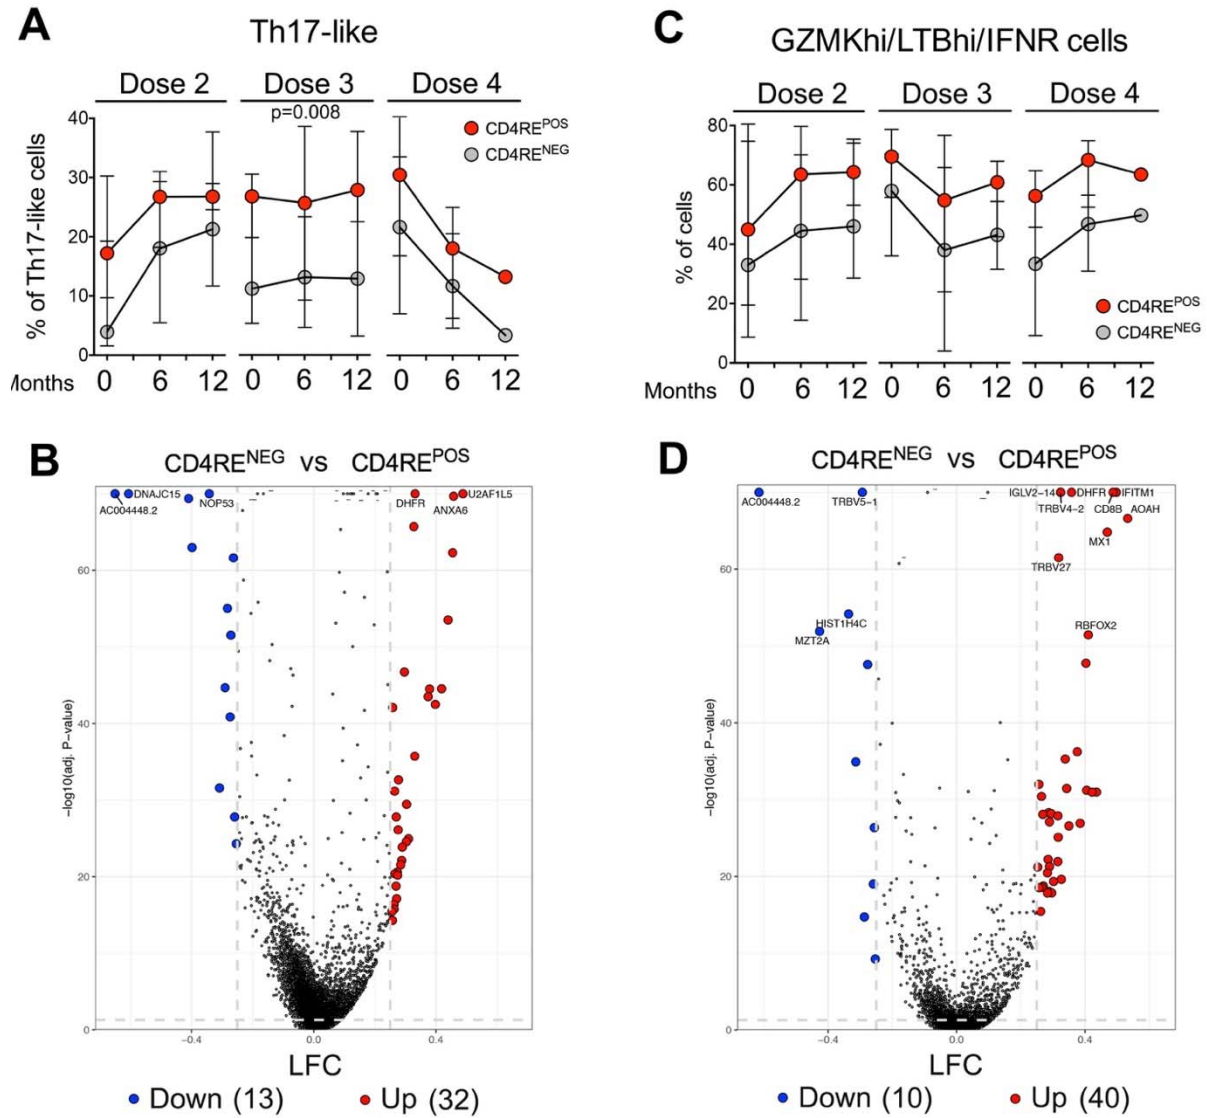 A
Th17-like
Dose 2 Dose 3 Dose 4
p=0.008
CD4RE^POS
CD4RE^NEG
% of Th17-like cells
40
30
20
10
0
Months 0 6 12 0 6 12 0 6 12
C
GZMKhi/LTBhi/IFNR cells
Dose 2 Dose 3 Dose 4
% of cells
80
60
40
20
0
CD4RE^POS
CD4RE^NEG
Months 0 6 12 0 6 12 0 6 12
B
CD4RE^NEG vs CD4RE^POS
DNAJC15
AC004448.2
NOP53
DHFR
U2AF1L5
ANXA6
−log10(adj. P-value)
60
40
20
0
−0.4 0.0 0.4
LFC
Down (13) Up (32)
D
CD4RE^NEG vs CD4RE^POS
AC004448.2
TRBV5-1
IGLV2-14
DHFR
IFITM1
TRBV4-2
CD8B
AOAH
MX1
TRBV27
HIST1H4C
MZT2A
RBFOX2
−log10(adj. P-value)
60
40
20
0
−0.4 0.0 0.4
LFC
Down (10) Up (40)